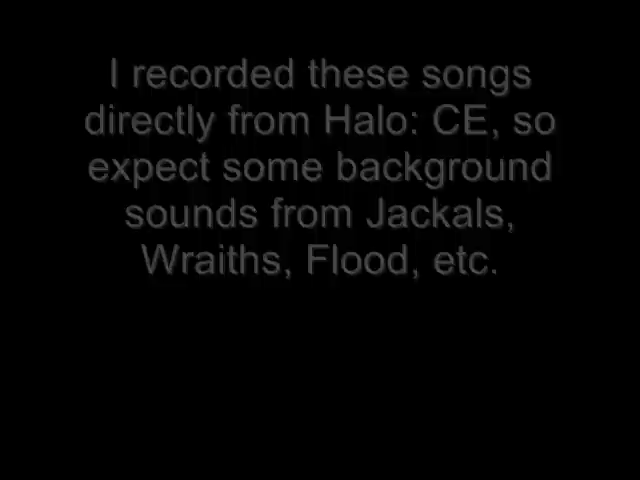 I recorded these songs
directly from Halo: CE, so
expect some background
sounds from Jackals,
Wraiths, Flood, etc.